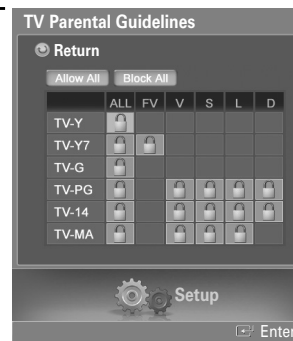 TV Parental Guidelines
Return
Allow All Block All
ALL FV V S L D
TV-Y
TV-Y7
TV-G
TV-PG
TV-14
TV-MA
Setup
Enter